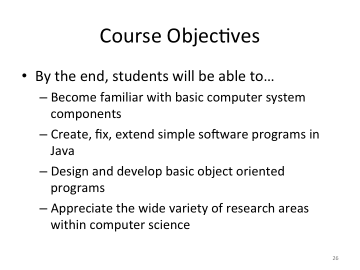 Course Objectives
• By the end, students will be able to…
– Become familiar with basic computer system
components
– Create, fix, extend simple software programs in
Java
– Design and develop basic object oriented
programs
– Appreciate the wide variety of research areas
within computer science
26